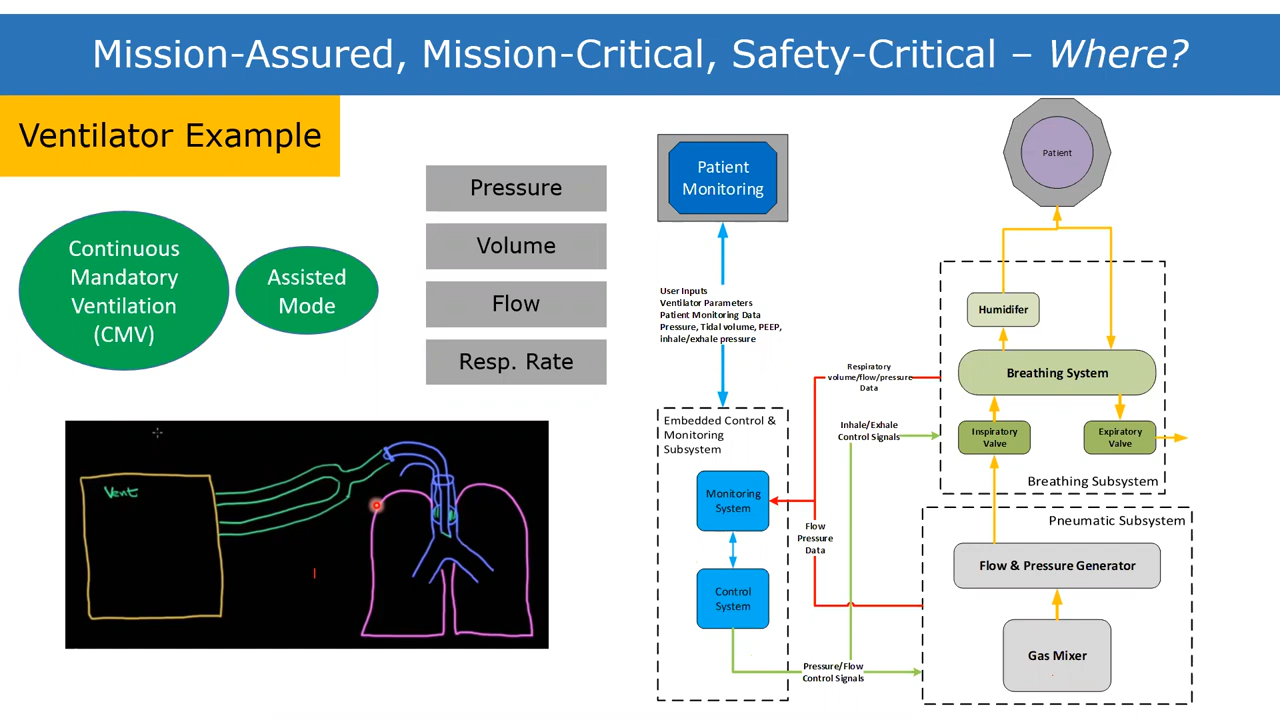 Mission-Assured, Mission-Critical, Safety-Critical – Where?
Ventilator Example
Continuous
Mandatory
Ventilation
(CMV)
Assisted
Mode
Pressure
Volume
Flow
Resp. Rate
Vent
Patient
Monitoring
User Inputs
Ventilator Parameters
Patient Monitoring Data
Pressure, Tidal volume, PEEP,
inhale/exhale pressure
Embedded Control &
Monitoring
Subsystem
Monitoring
System
Control
System
Respiratory
volume/flow/pressure
Data
Inhale/Exhale
Control Signals
Flow
Pressure
Data
Pressure/Flow
Control Signals
Patient
Humidifer
Breathing System
Inspiratory
Valve
Expiratory
Valve
Breathing Subsystem
Pneumatic Subsystem
Flow & Pressure Generator
Gas Mixer